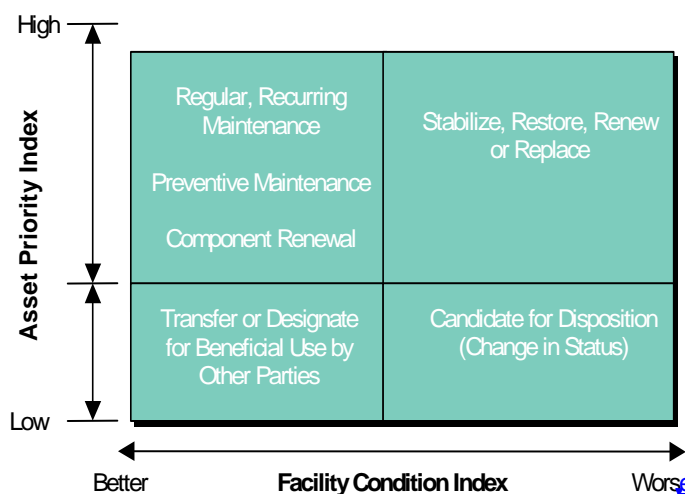 High
Regular, Recurring
Maintenance
Preventive Maintenance
Component Renewal
Stabilize, Restore, Renew
or Replace
Asset Priority Index
Transfer or Designate
for Beneficial Use by
Other Parties
Candidate for Disposition
(Change in Status)
Low
Better
Facility Condition Index
Worse